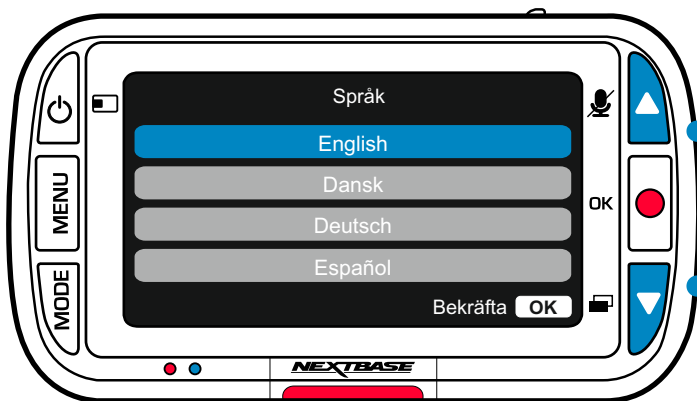 Språk
English
Dansk
Deutsch
Español
Bekräfta OK
MENU
MODE
OK
NEXTBASE